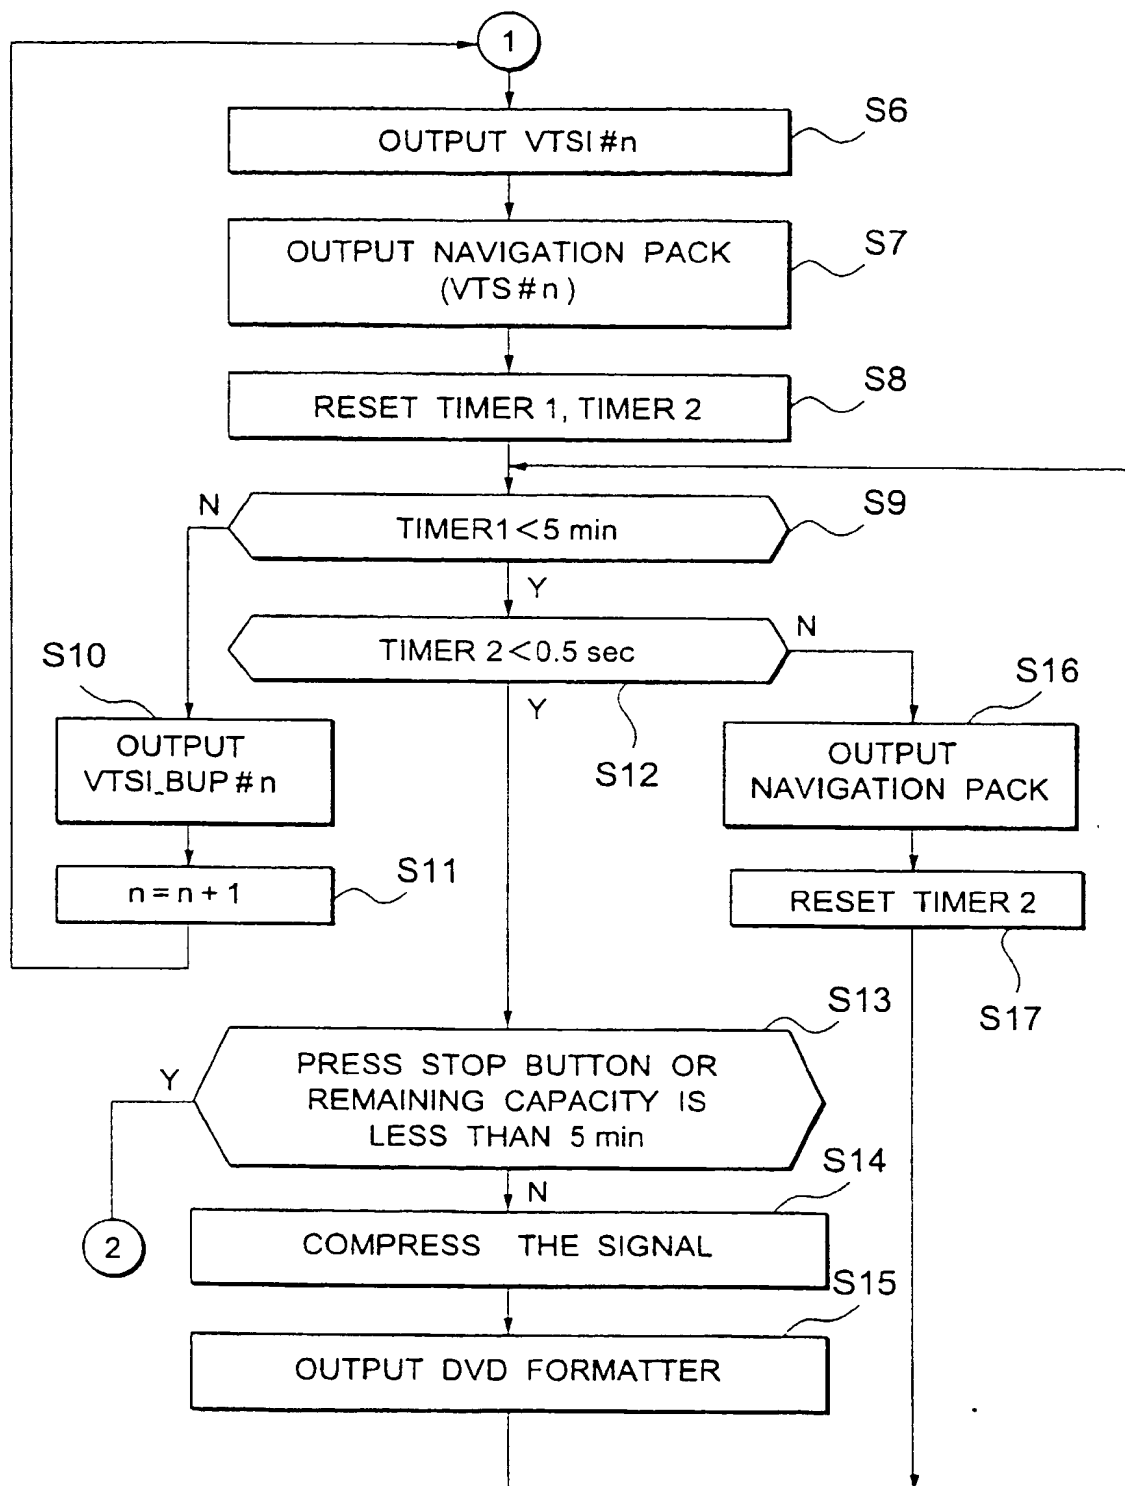 1
OUTPUT VTSI#n
S6
OUTPUT NAVIGATION PACK
(VTS#n)
S7
RESET TIMER 1, TIMER 2
S8
N
TIMER1<5 min
S9
Y
TIMER 2<0.5 sec
N
S10
Y
S12
S16
OUTPUT
VTSI_BUP#n
OUTPUT
NAVIGATION PACK
n=n+1
S11
RESET TIMER 2
S17
S13
Y
PRESS STOP BUTTON OR
REMAINING CAPACITY IS
LESS THAN 5 min
N
S14
2
COMPRESS THE SIGNAL
S15
OUTPUT DVD FORMATTER